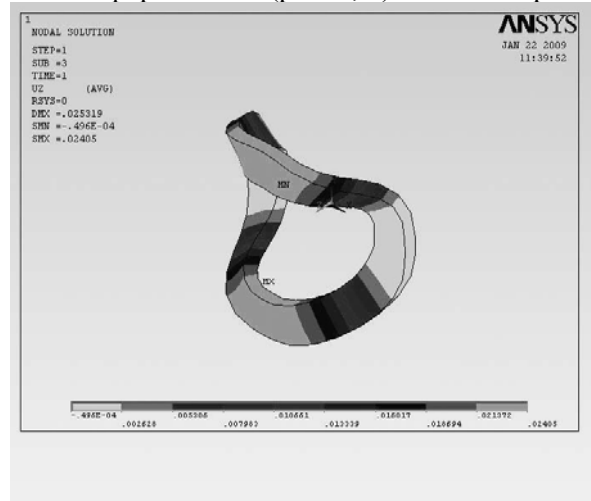 1
NODAL SOLUTION
STEP=1
SUB =3
TIME=1
UZ (AVG)
RSYS=0
DMX =.025319
SMN =-.496E-04
SMX =.02405
ANSYS
JAN 22 2009
11:39:52
MN
MX
-.496E-04 .005306 .010661 .016017 .021372
.002628 .007983 .013339 .018694 .02405